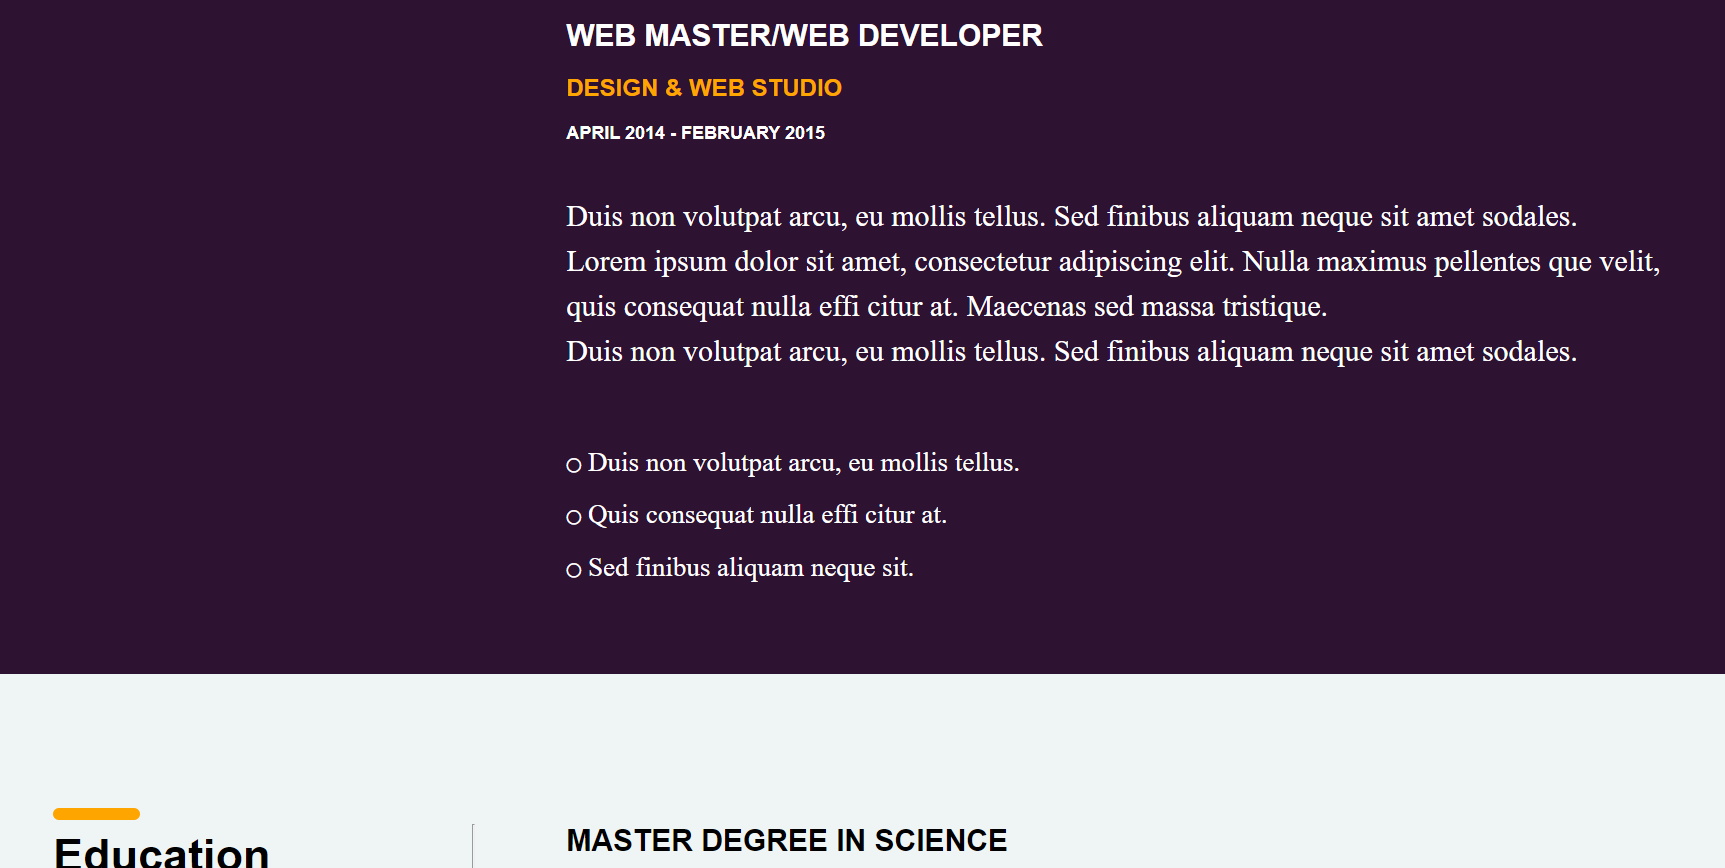 WEB MASTER/WEB DEVELOPER
DESIGN & WEB STUDIO
APRIL 2014 - FEBRUARY 2015
Duis non volutpat arcu, eu mollis tellus. Sed finibus aliquam neque sit amet sodales.
Lorem ipsum dolor sit amet, consectetur adipiscing elit. Nulla maximus pellentes que velit,
quis consequat nulla effi citur at. Maecenas sed massa tristique.
Duis non volutpat arcu, eu mollis tellus. Sed finibus aliquam neque sit amet sodales.
Duis non volutpat arcu, eu mollis tellus.
Quis consequat nulla effi citur at.
Sed finibus aliquam neque sit.
Education
MASTER DEGREE IN SCIENCE